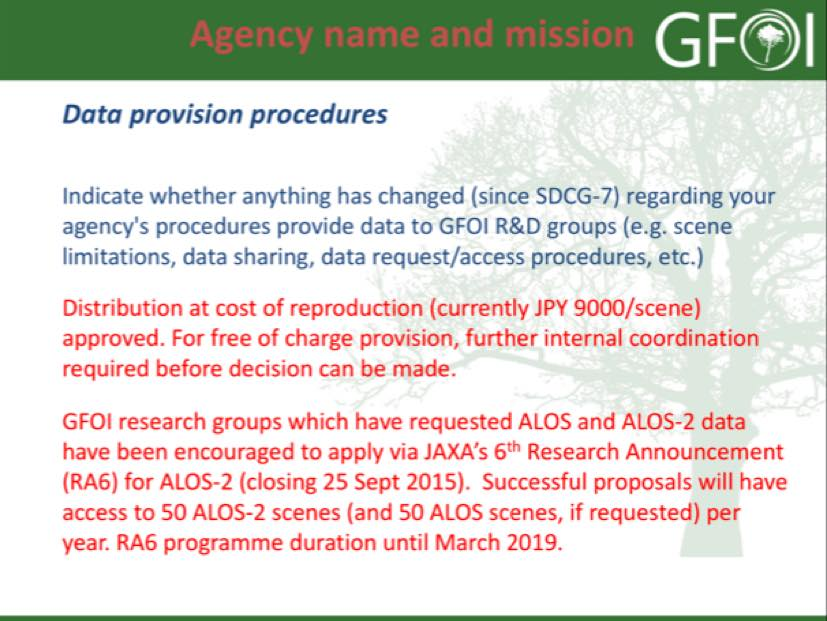 Agency name and mission
GFOI
Data provision procedures
Indicate whether anything has changed (since SDCG-7) regarding your
agency's procedures provide data to GFOI R&D groups (e.g. scene
limitations, data sharing, data request/access procedures, etc.)
Distribution at cost of reproduction (currently JPY 9000/scene)
approved. For free of charge provision, further internal coordination
required before decision can be made.
GFOI research groups which have requested ALOS and ALOS-2 data
have been encouraged to apply via JAXA’s 6th Research Announcement
(RA6) for ALOS-2 (closing 25 Sept 2015).  Successful proposals will have
access to 50 ALOS-2 scenes (and 50 ALOS scenes, if requested) per
year. RA6 programme duration until March 2019.